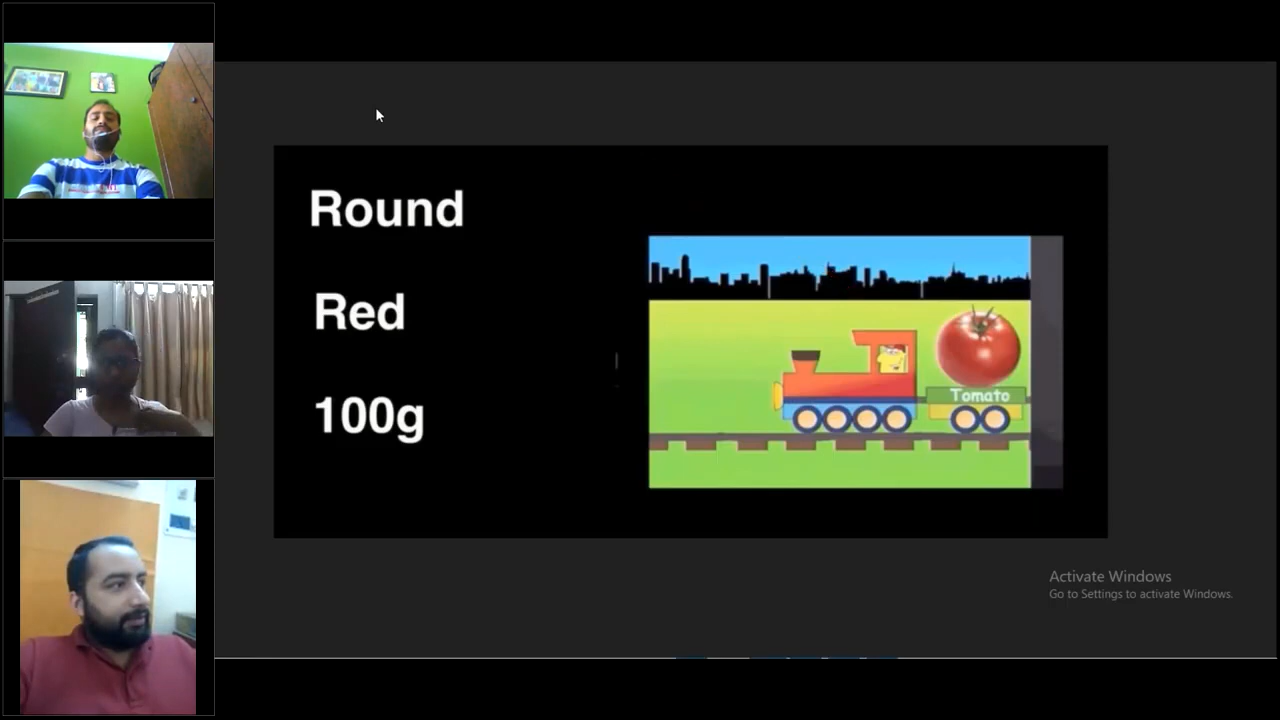 Round
Red
100g
Tomato
Activate Windows
Go to Settings to activate Windows.